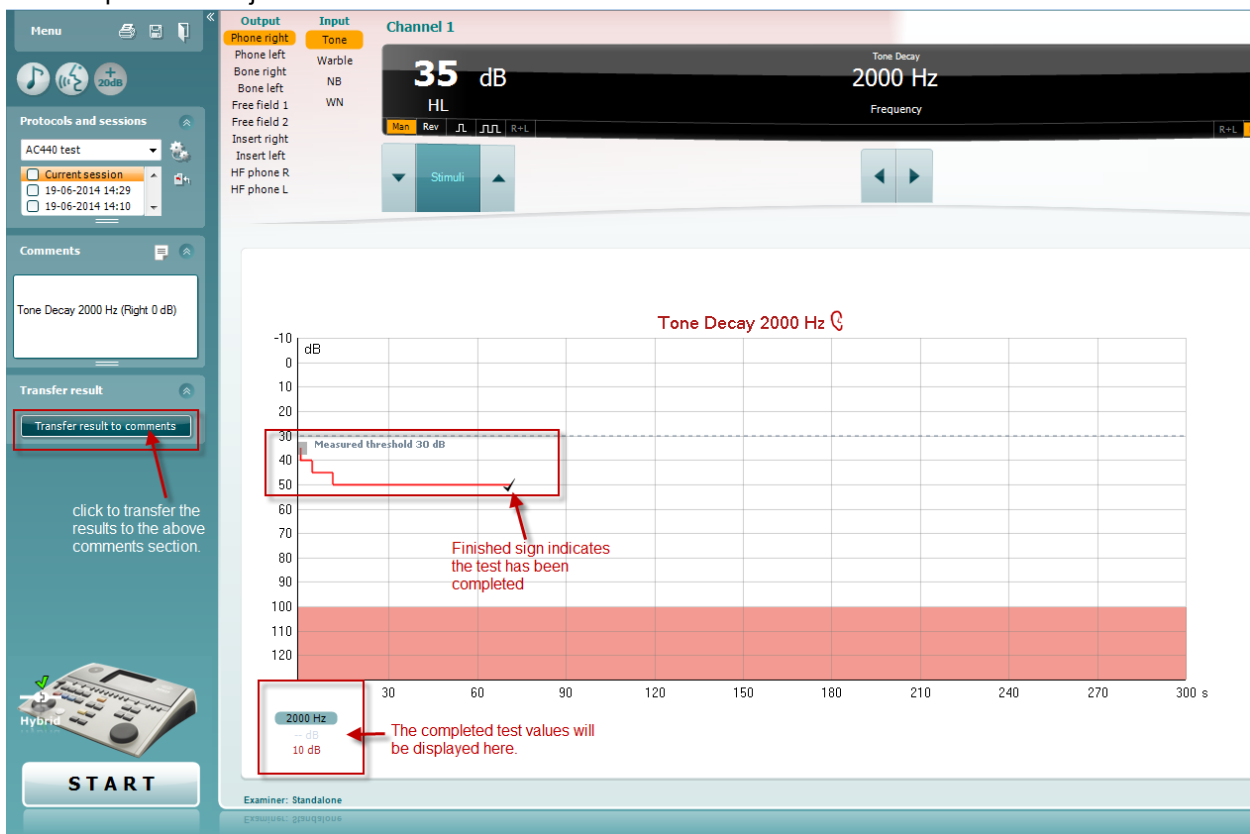 Menu
20dB
Protocols and sessions
AC440 test
Current session
19-06-2014 14:29
19-06-2014 14:10
Comments
Tone Decay 2000 Hz (Right 0 dB)
Transfer result
Transfer result to comments
click to transfer the
results to the above
comments section.
Hybrid
START
Output
Phone right
Phone left
Bone right
Bone left
Free field 1
Free field 2
Insert right
Insert left
HF phone R
HF phone L
Input
Tone
Warble
NB
WN
Channel 1
35 dB
HL
Man Rev R+L
Tone Decay
2000 Hz
Frequency
R+L
Stimuli
Tone Decay 2000 Hz
dB
-10
0
10
20
30
40
50
60
70
80
90
100
110
120
Measured threshold 30 dB
Finished sign indicates
the test has been
completed
30 60 90 120 150 180 210 240 270 300 s
2000 Hz
-- dB
10 dB
The completed test values will
be displayed here.
Examiner: Standalone